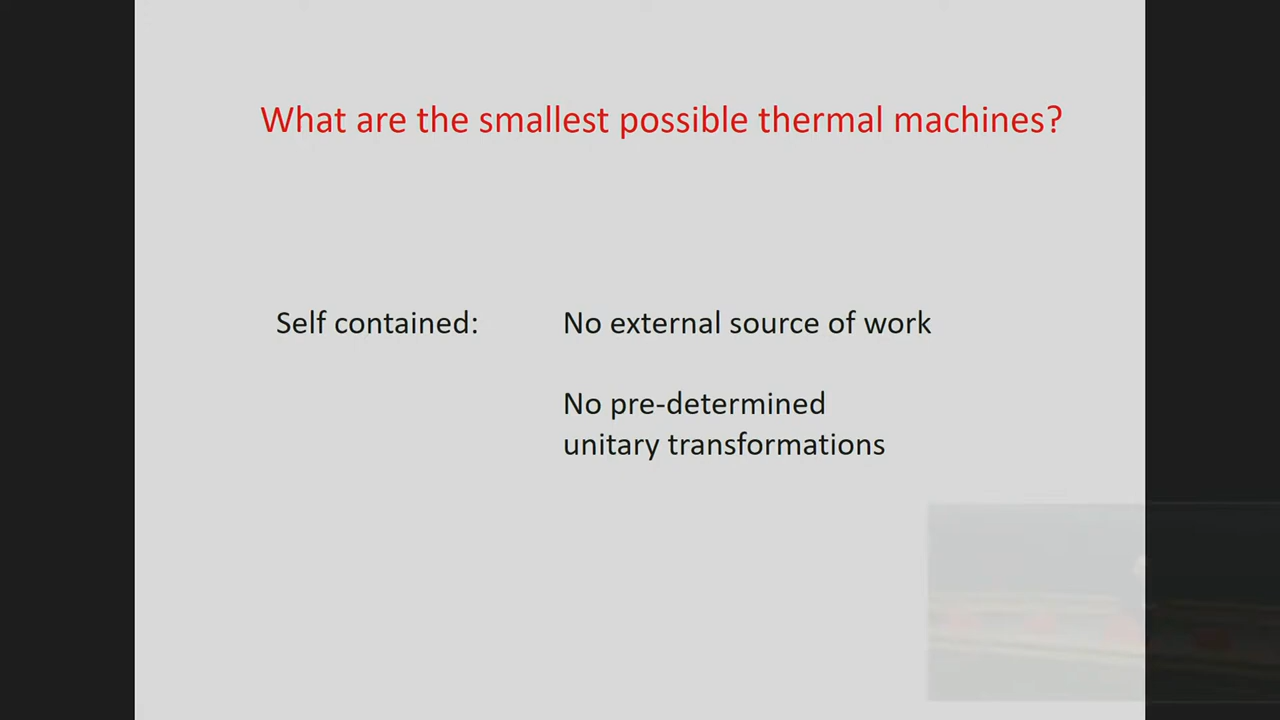 What are the smallest possible thermal machines?
Self contained: No external source of work
No pre-determined
unitary transformations